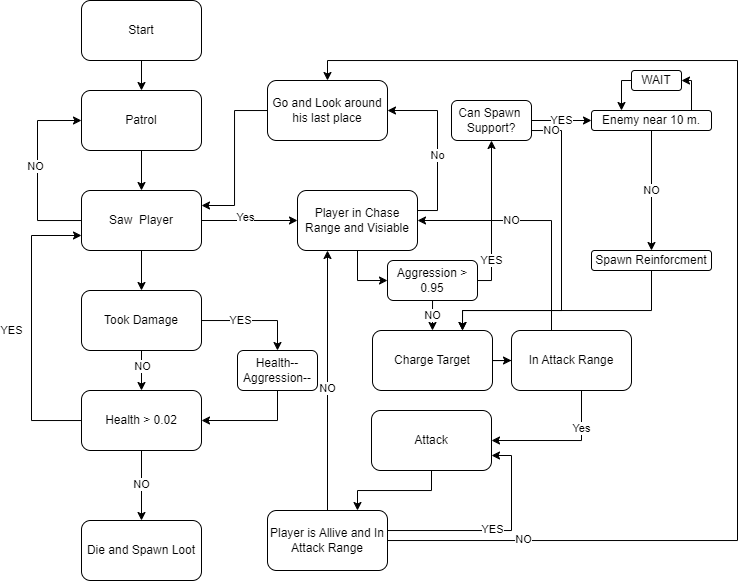 Start
Patrol
NO
Saw  Player
Yes
Go and Look around
his last place
No
Player in Chase
Range and Visiable
Can Spawn
Support?
YES
NO
WAIT
Enemy near 10 m.
NO
Spawn Reinforcment
Aggression >
0.95
YES
NO
NO
Took Damage
YES
YES
NO
Health--
Aggression--
NO
Charge Target
In Attack Range
Health > 0.02
Yes
Attack
NO
Player is Allive and In
Attack Range
YES
NO
Die and Spawn Loot